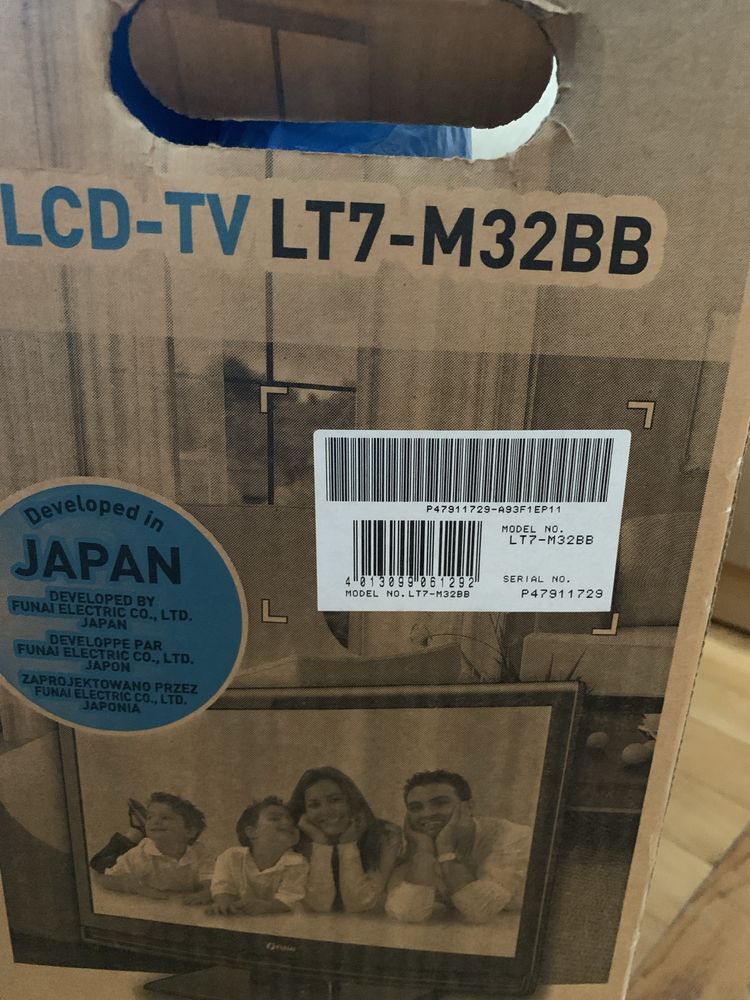 LCD-TV LT7-M32BB
P47911729-A93F1EP11
MODEL NO.
LT7-M32BB
4 013099 061292
MODEL NO. LT7-M32BB
SERIAL NO.
P47911729
Developed in
JAPAN
DEVELOPED BY
FUNAI ELECTRIC CO., LTD.
JAPAN
DEVELOPPE PAR
FUNAI ELECTRIC CO., LTD.
JAPON
ZAPROJEKTOWANO PRZEZ
FUNAI ELECTRIC CO., LTD.
JAPONIA
FUNAI